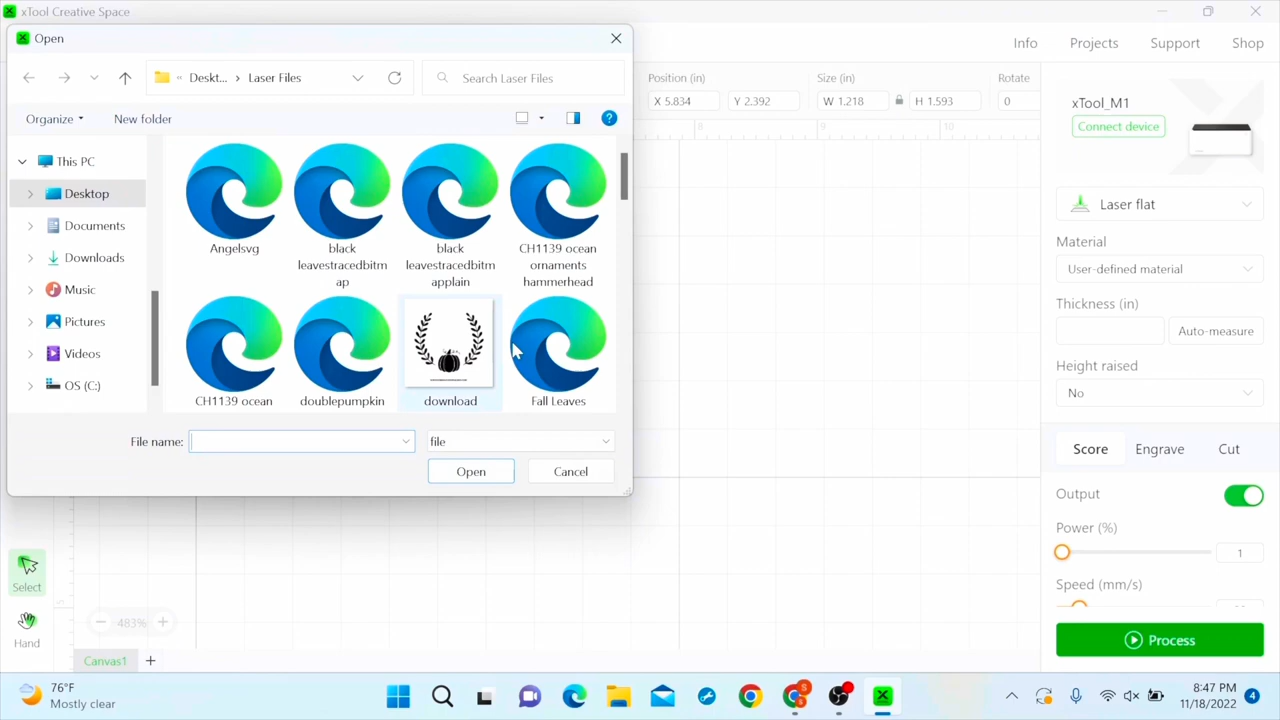 xTool Creative Space
Open
Info
Projects
Support
Shop
« Deskt... › Laser Files
Search Laser Files
Position (in)
Size (in)
Rotate
X 5.834
Y 2.392
W 1.218
H 1.593
0
Organize
New folder
8
9
10
xTool_M1
Connect device
This PC
Desktop
Documents
Downloads
Music
Pictures
Videos
OS (C:)
Angelsvg
black
leavestracedbitm
ap
black
leavestracedbitm
applain
CH1139 ocean
ornaments
hammerhead
CH1139 ocean
doublepumpkin
download
Fall Leaves
File name:
file
Open
Cancel
Laser flat
Material
User-defined material
Thickness (in)
Auto-measure
Height raised
No
Score
Engrave
Cut
Output
Power (%)
1
Speed (mm/s)
Process
Select
Hand
483%
Canvas1
76°F
Mostly clear
8:47 PM
11/18/2022
4